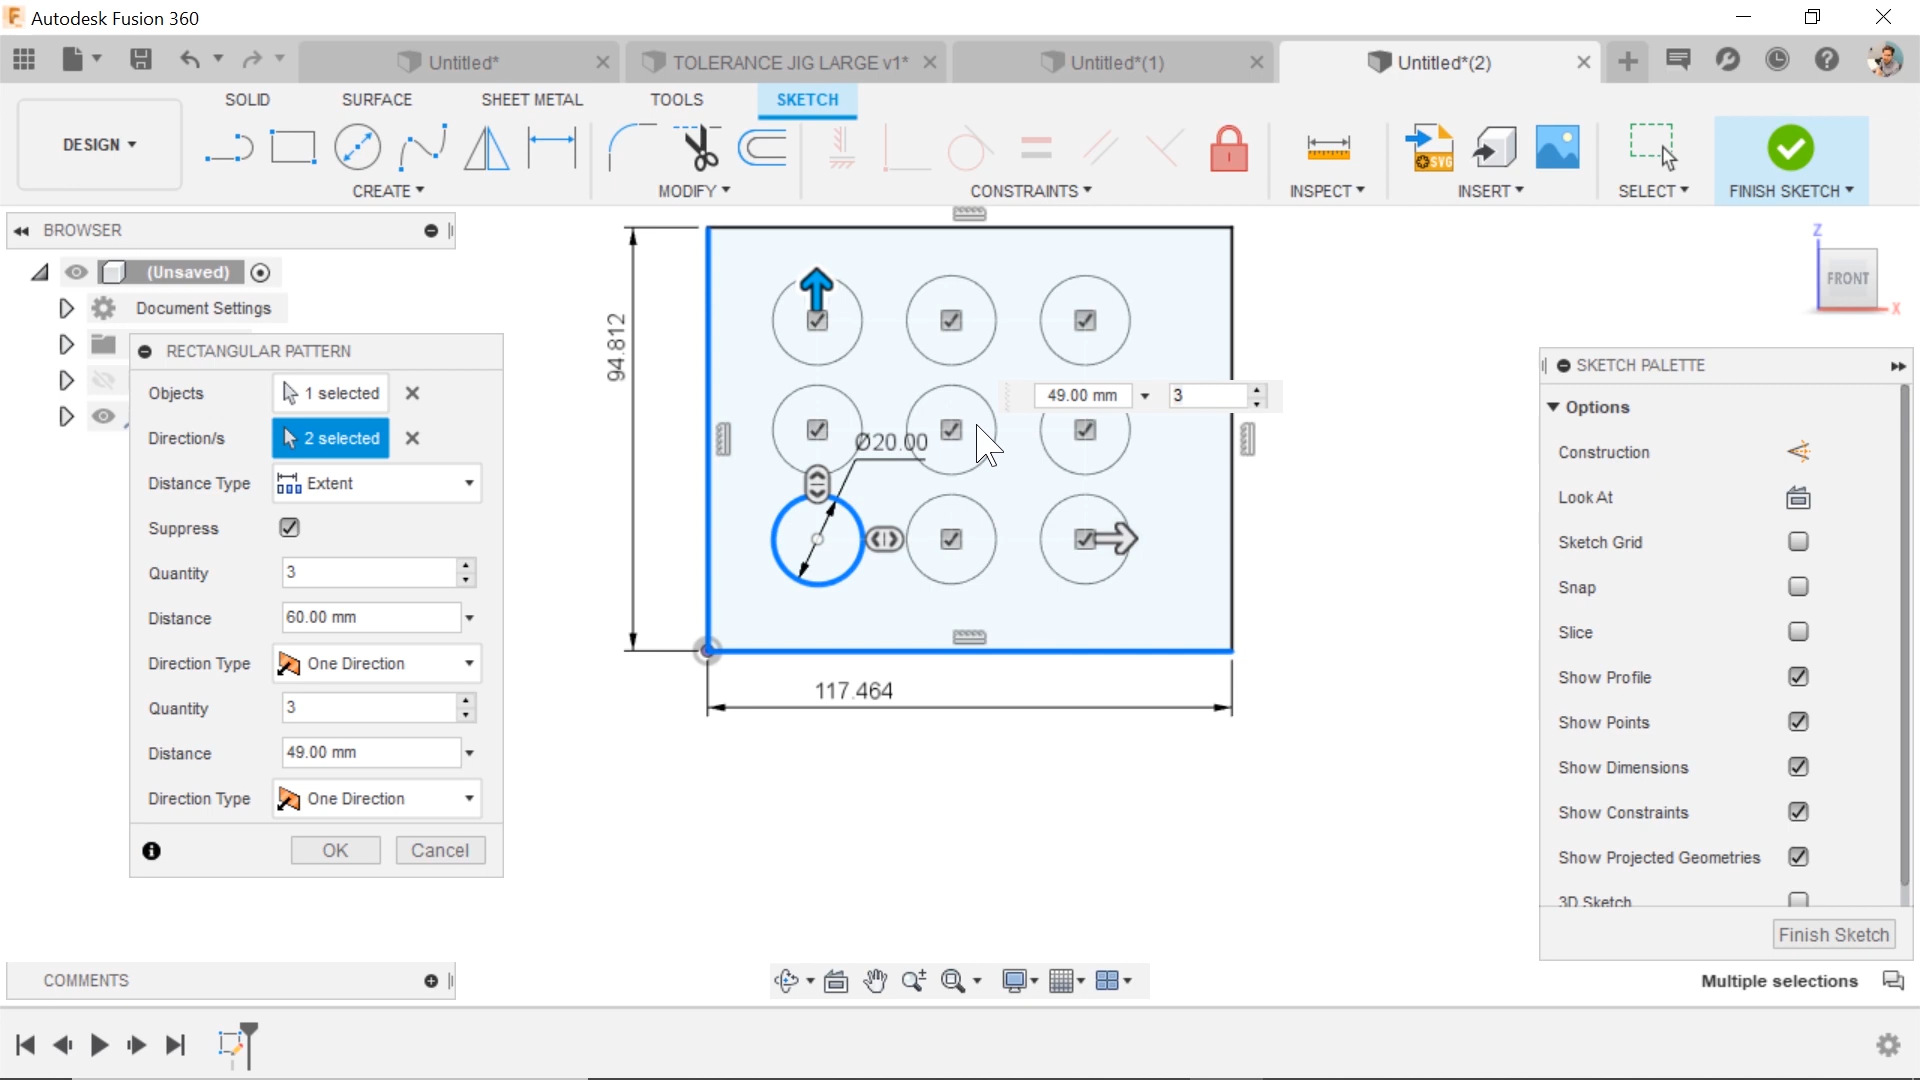 Autodesk Fusion 360
Untitled*
TOLERANCE JIG LARGE v1*
Untitled*(1)
Untitled*(2)
SOLID
SURFACE
SHEET METAL
TOOLS
SKETCH
DESIGN
SVG
CREATE
MODIFY
CONSTRAINTS
INSPECT
INSERT
SELECT
FINISH SKETCH
BROWSER
(Unsaved)
Document Settings
RECTANGULAR PATTERN
Objects
1 selected
Direction/s
2 selected
Distance Type
Extent
Suppress
Quantity
3
Distance
60.00 mm
Direction Type
One Direction
Quantity
3
Distance
49.00 mm
Direction Type
One Direction
OK
Cancel
94.812
49.00 mm
3
Ø20.00
117.464
Z
FRONT
X
SKETCH PALETTE
Options
Construction
Look At
Sketch Grid
Snap
Slice
Show Profile
Show Points
Show Dimensions
Show Constraints
Show Projected Geometries
3D Sketch
Finish Sketch
COMMENTS
Multiple selections